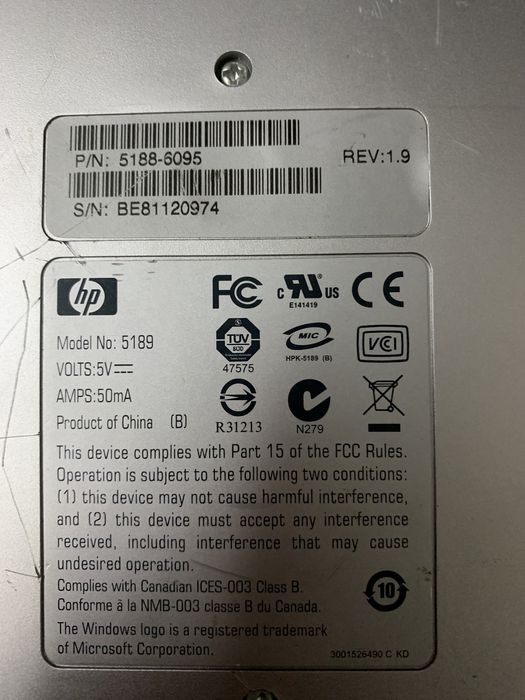 P/N: 5188-6095
REV:1.9
S/N: BE81120974
hp
FC
c RU US
E141419
CE
Model No: 5189
VOLTS:5V
AMPS:50mA
Product of China (B)
TUV
47575
MIC
HPK-5189 (B)
VCI
R31213
N279
This device complies with Part 15 of the FCC Rules.
Operation is subject to the following two conditions:
(1) this device may not cause harmful interference,
and (2) this device must accept any interference
received, including interference that may cause
undesired operation.
Complies with Canadian ICES-003 Class B.
Conforme à la NMB-003 classe B du Canada.
10
The Windows logo is a registered trademark
of Microsoft Corporation.
3001526490 C KD